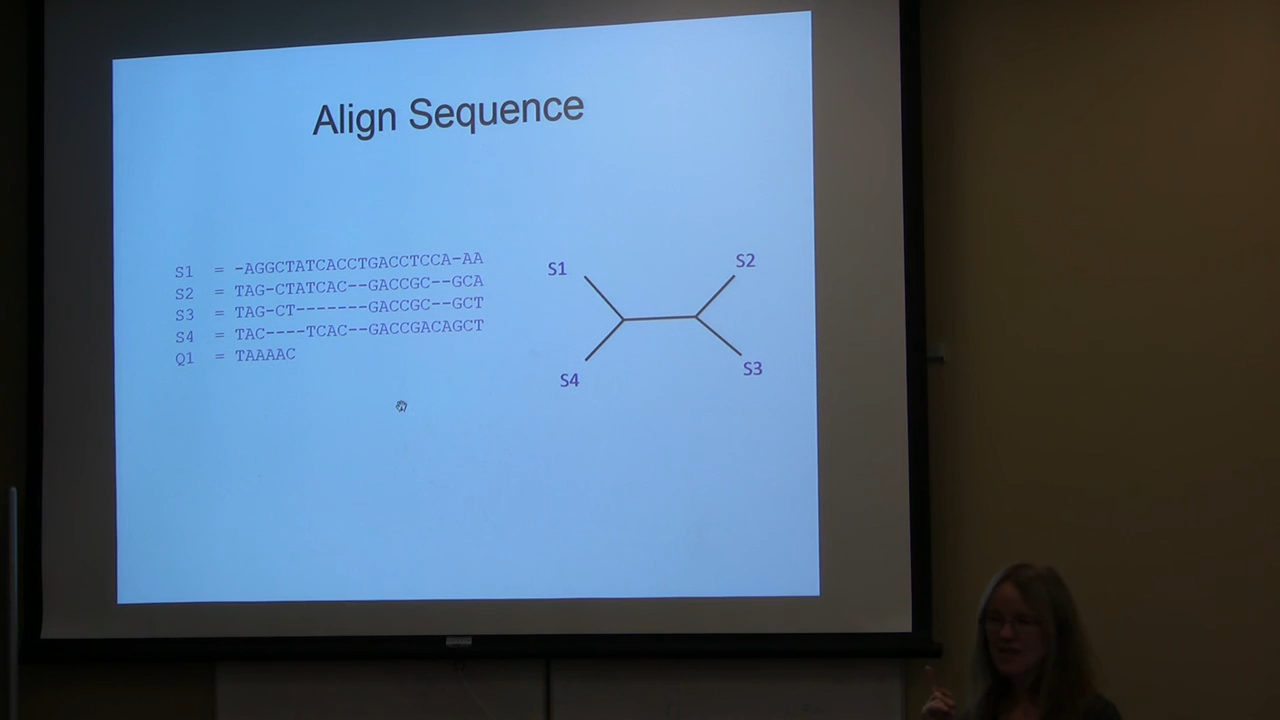 Align Sequence
S1 = -AGGCTATCACCTGACCTCCA-AA
S2 = TAG-CTATCAC--GACCGC--GCA
S3 = TAG-CT-------GACCGC--GCT
S4 = TAC----TCAC--GACCGACAGCT
Q1 = TAAAAC
S1
S2
S4
S3